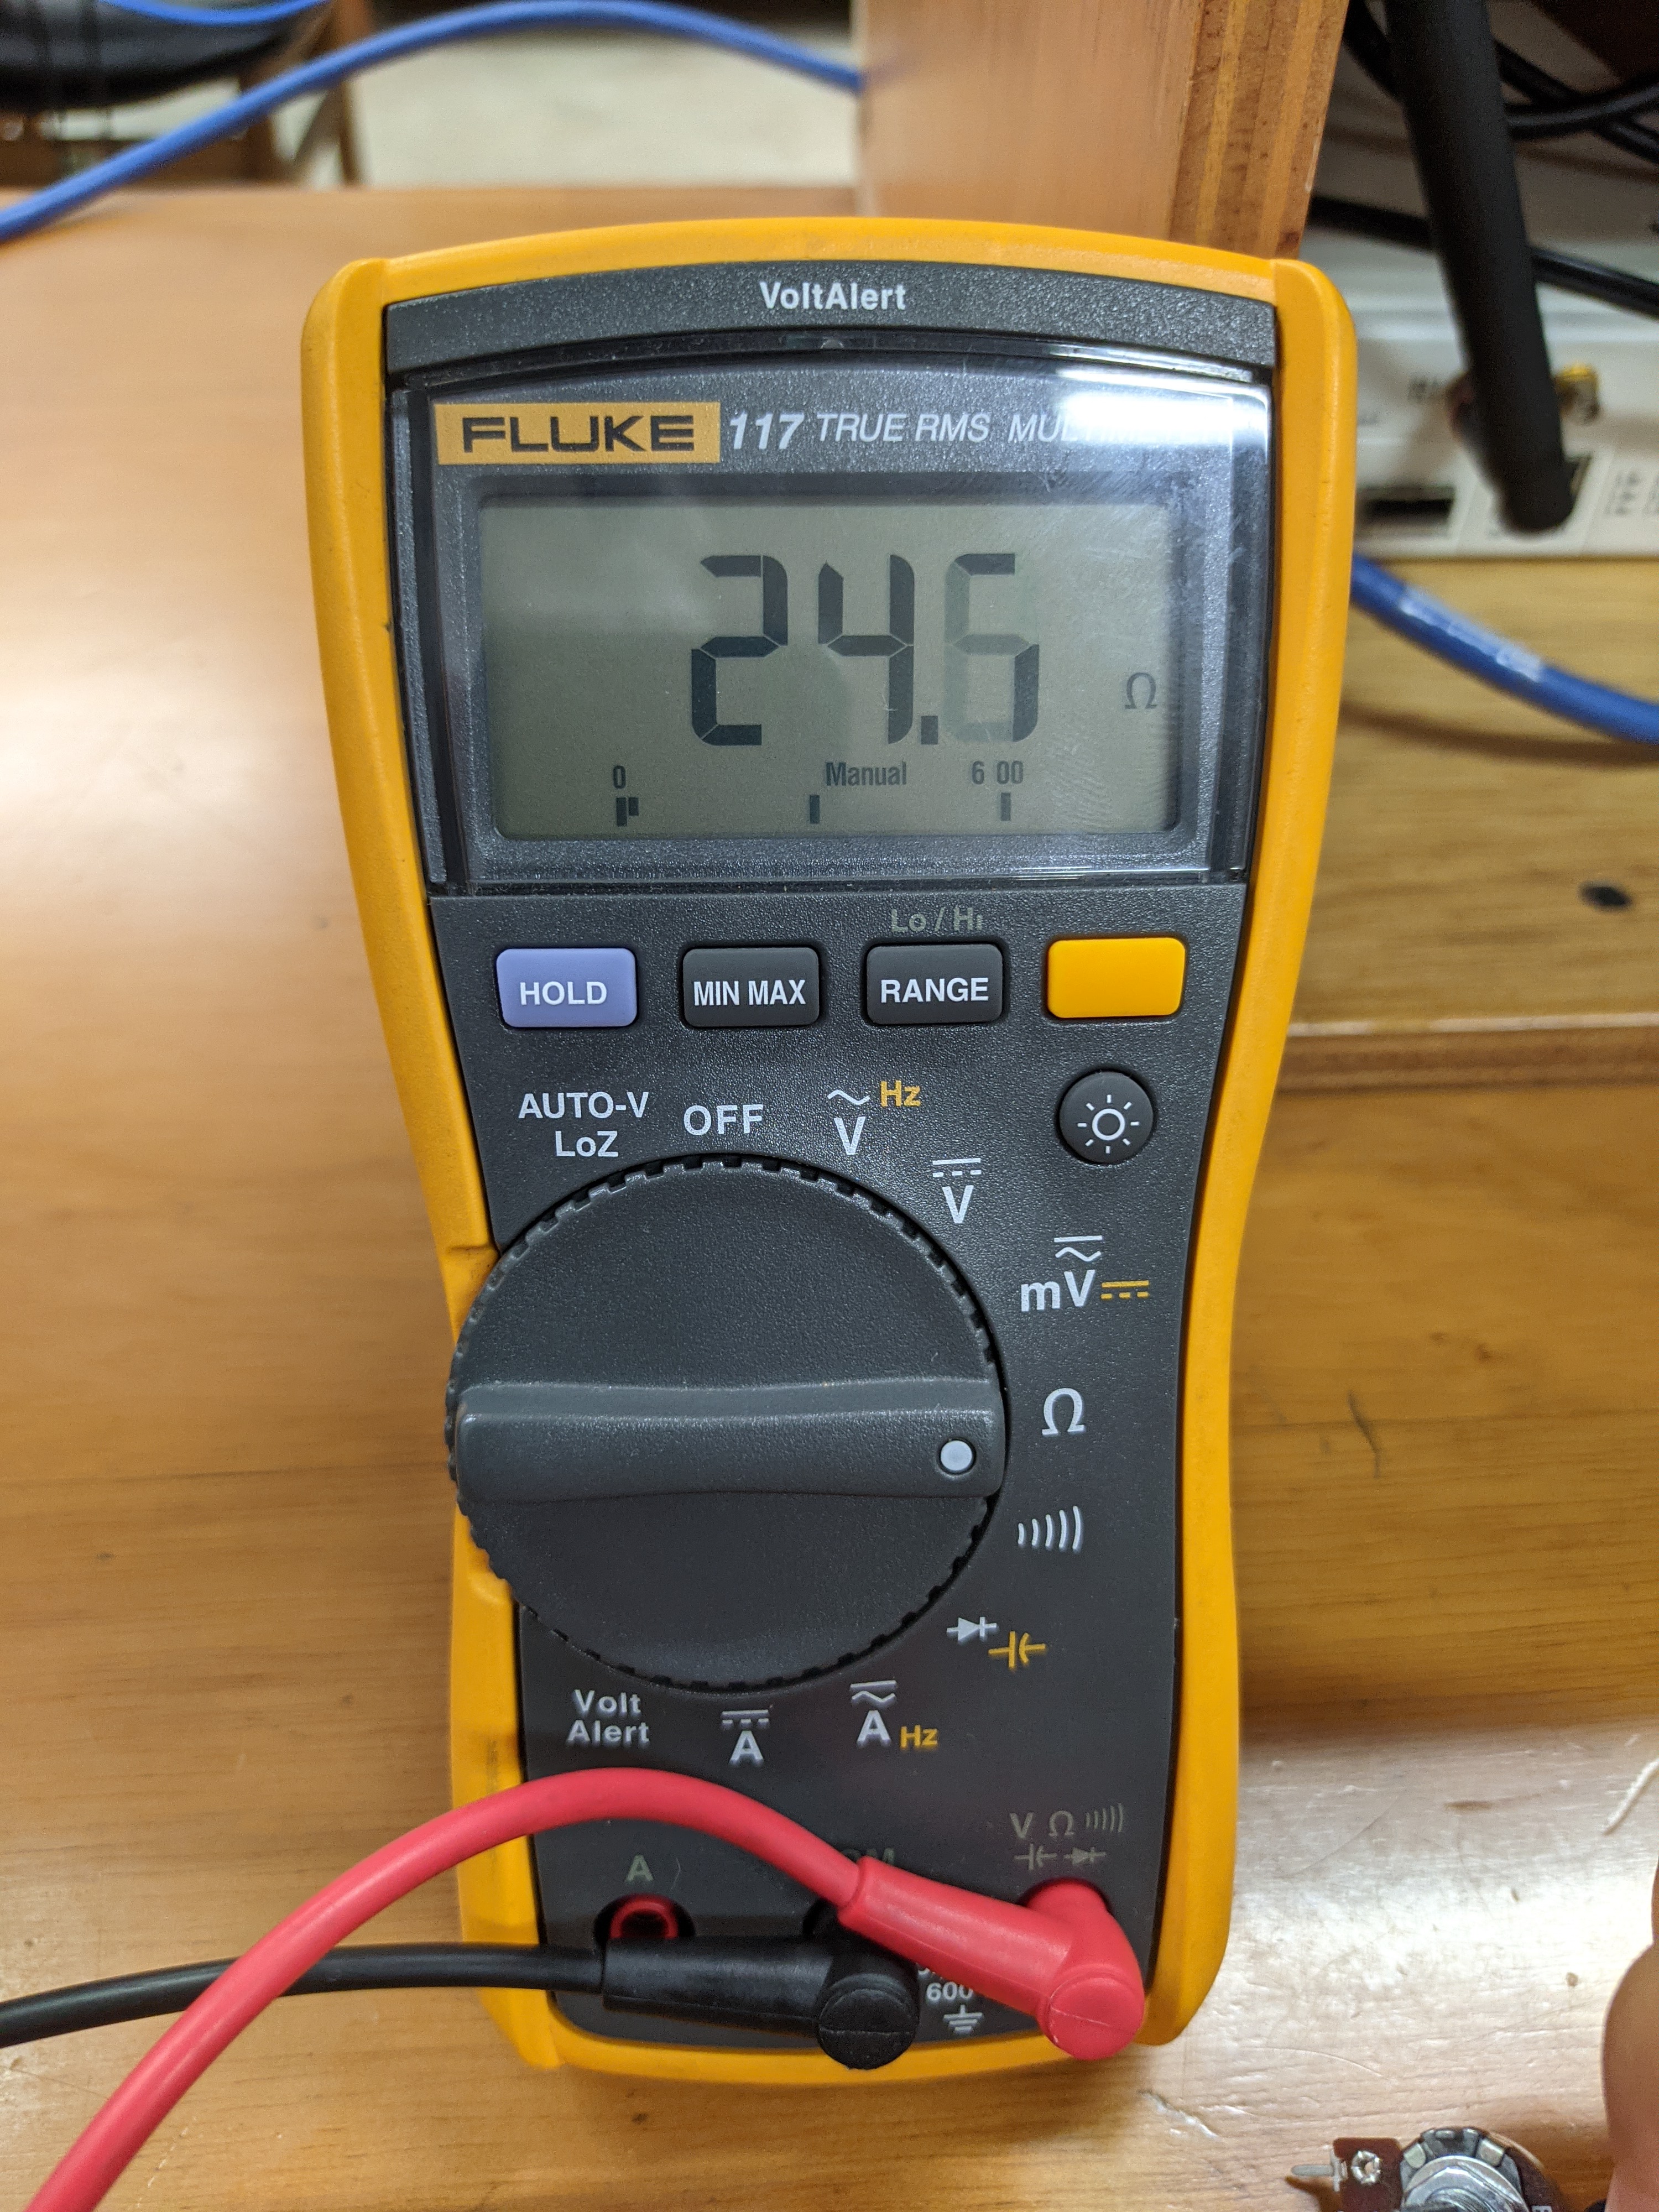 VoltAlert
FLUKE 117 TRUE RMS
24.
Ω
0 Manual 6 00
Lo / Hi
HOLD MIN MAX RANGE
AUTO-V
LoZ
OFF
V Hz
V
mV
Ω
Volt
Alert
A
A Hz
V Ω
A
600